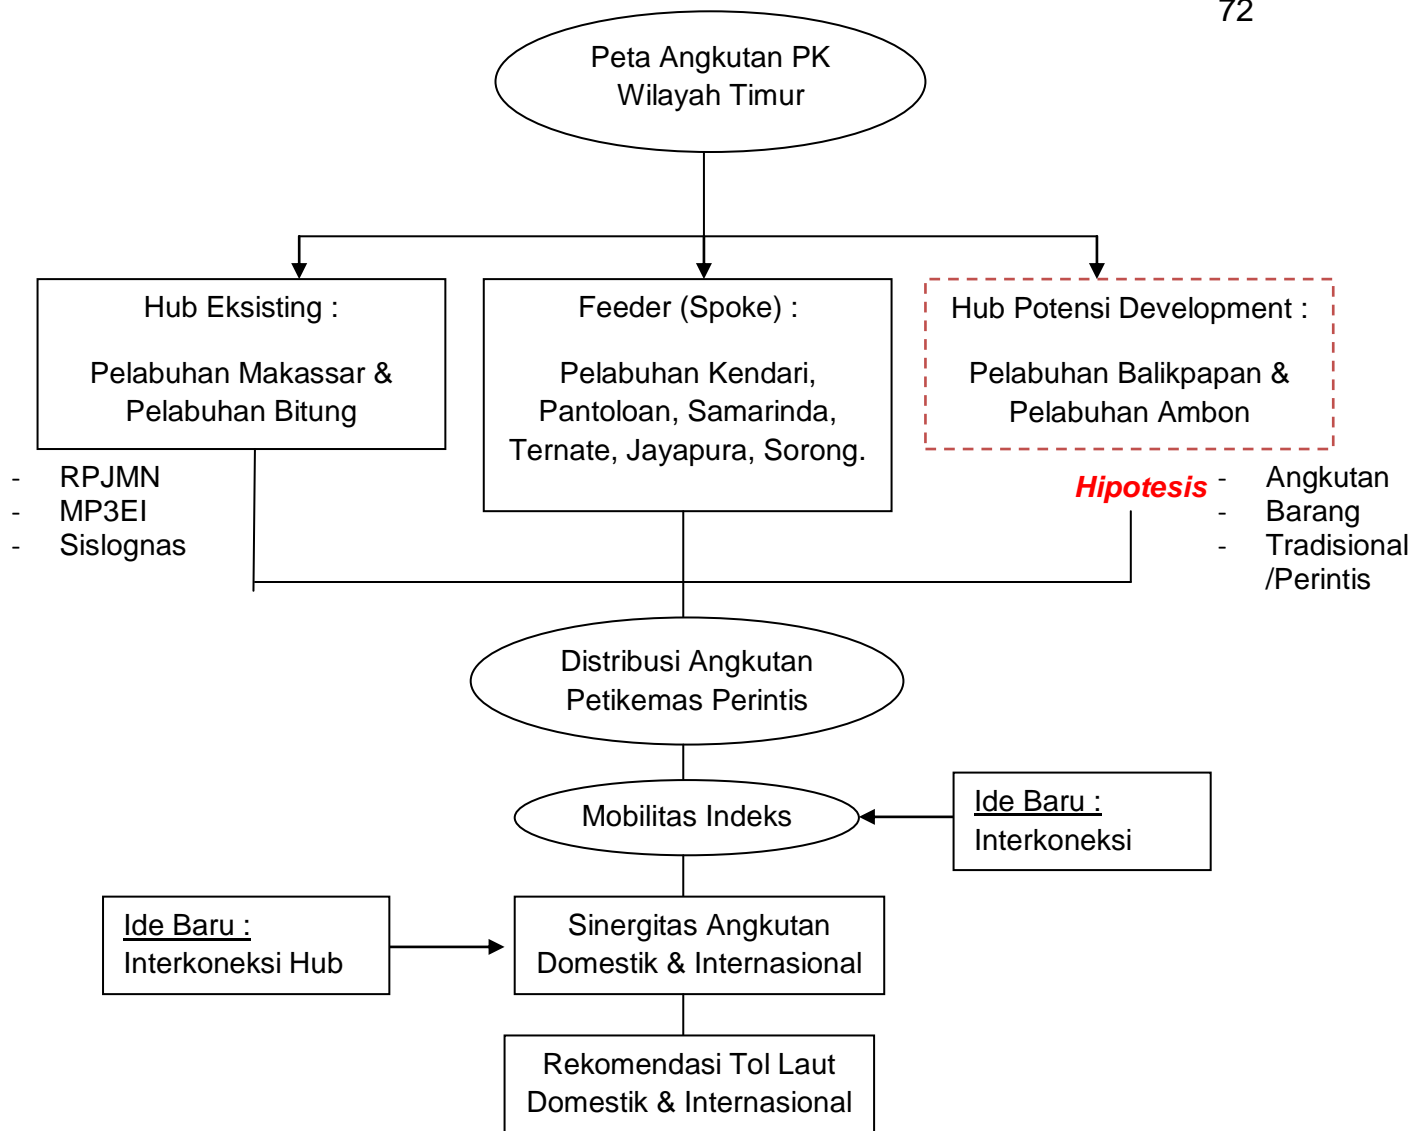 72
Peta Angkutan PK
Wilayah Timur
Hub Eksisting :
Pelabuhan Makassar &
Pelabuhan Bitung
Feeder (Spoke) :
Pelabuhan Kendari,
Pantoloan, Samarinda,
Ternate, Jayapura, Sorong.
Hub Potensi Development :
Pelabuhan Balikpapan &
Pelabuhan Ambon
- RPJMN
- MP3EI
- Sislognas
Hipotesis
- Angkutan
- Barang
- Tradisional
/Perintis
Distribusi Angkutan
Petikemas Perintis
Mobilitas Indeks
Ide Baru :
Interkoneksi
Ide Baru :
Interkoneksi Hub
Sinergitas Angkutan
Domestik & Internasional
Rekomendasi Tol Laut
Domestik & Internasional